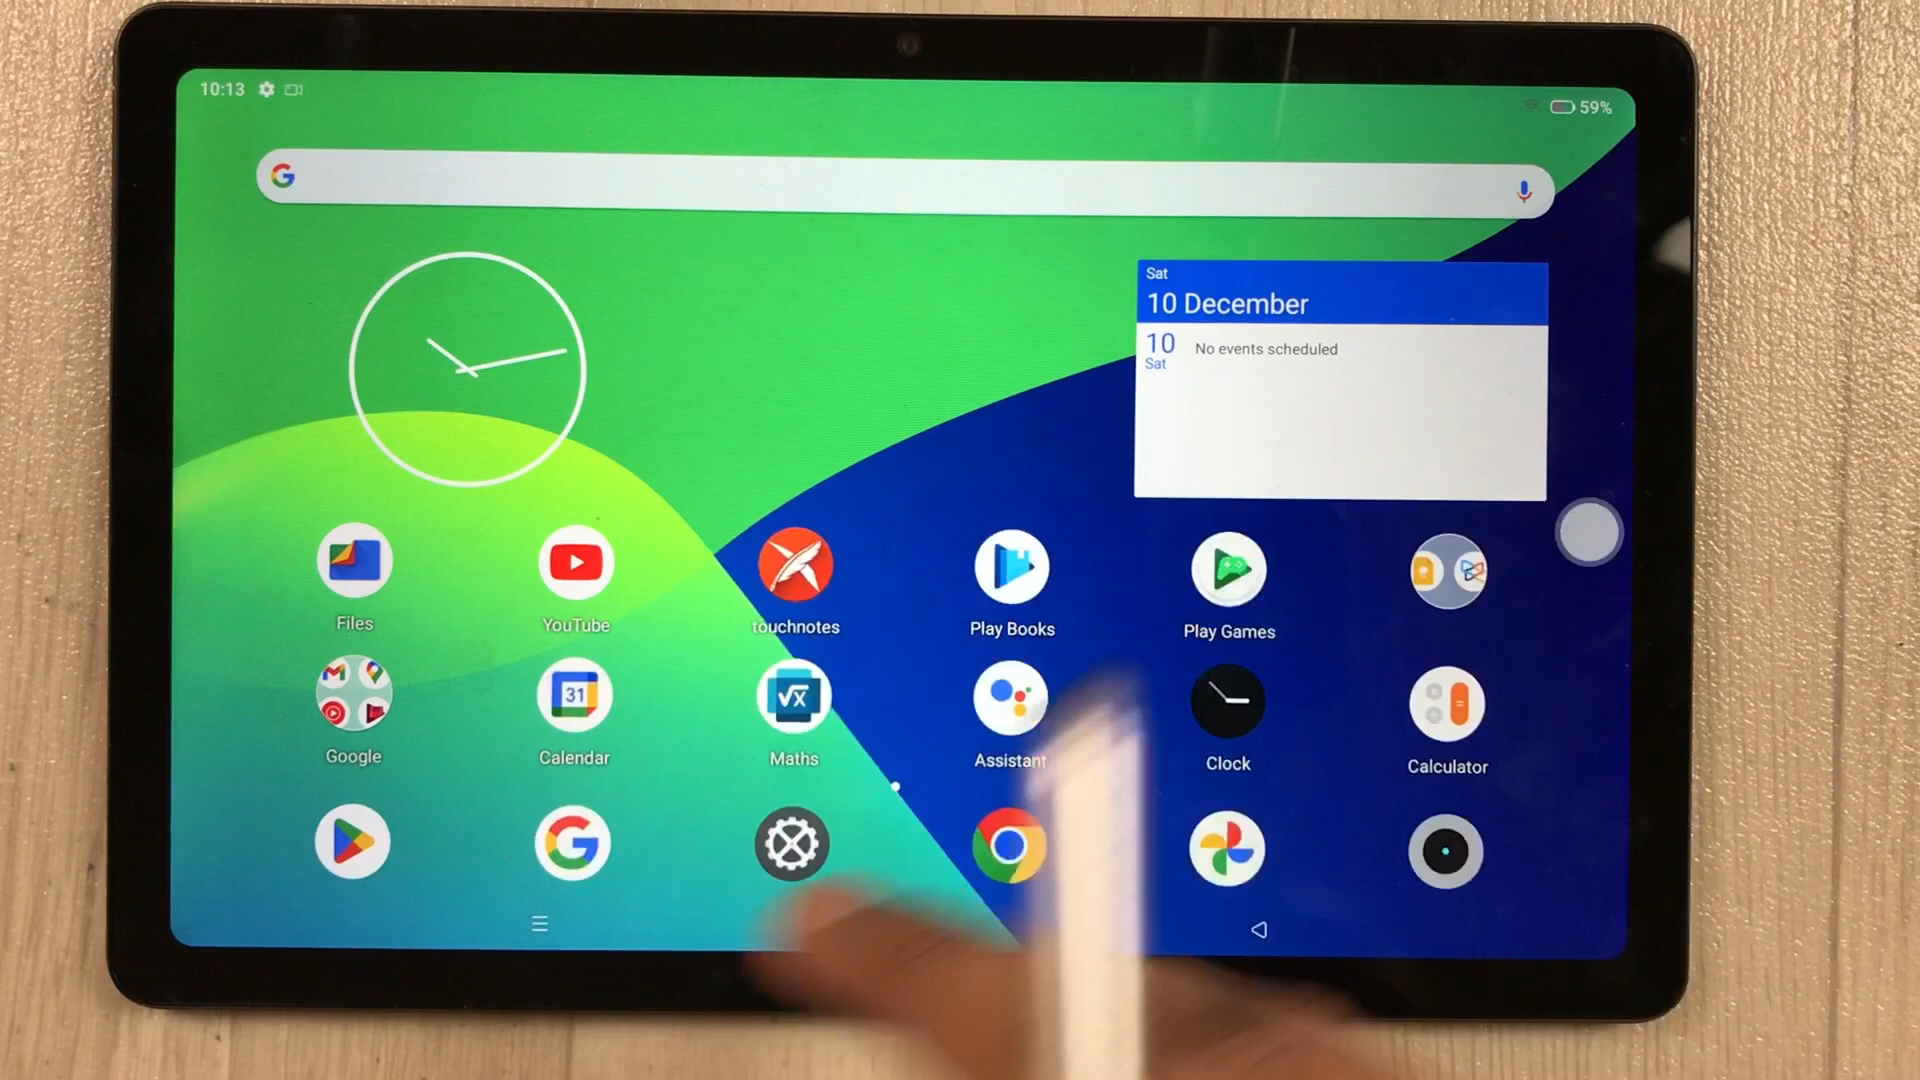 10:13
59%
Sat
10 December
10
Sat
No events scheduled
Files
YouTube
touchnotes
Play Books
Play Games
Google
31
Calendar
√x
Maths
Assistant
Clock
Calculator